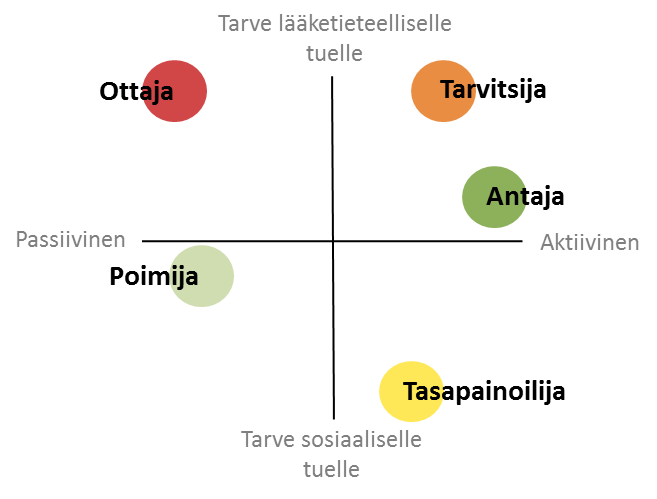 Tarve lääketieteelliselle
tuelle
Ottaja
Tarvitsija
Antaja
Passiivinen
Aktiivinen
Poimija
Tasapainoilija
Tarve sosiaaliselle
tuelle